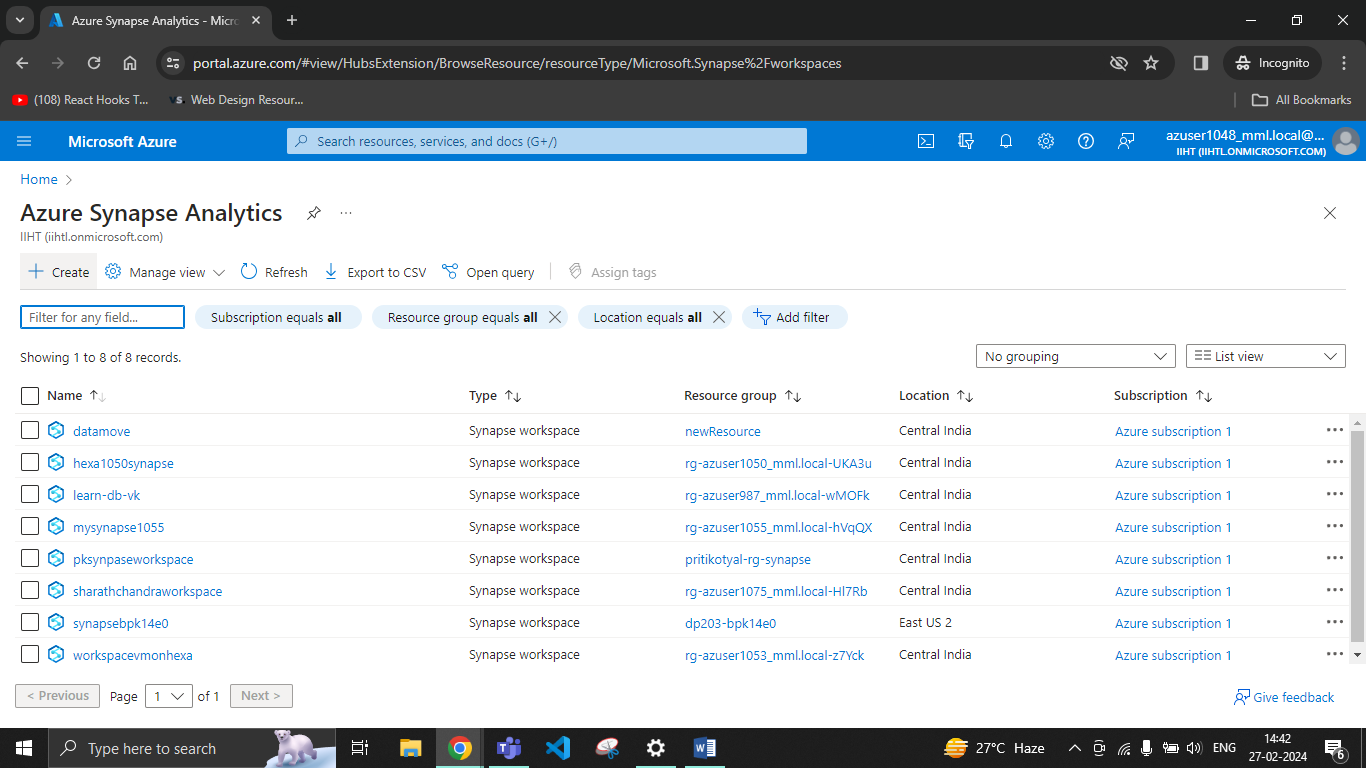 Azure Synapse Analytics - Micro
portal.azure.com/#view/HubsExtension/BrowseResource/resourceType/Microsoft.Synapse%2Fworkspaces
Incognito
(108) React Hooks T...
VS. Web Design Resour...
All Bookmarks
Microsoft Azure
Search resources, services, and docs (G+/)
azuser1048_mml.local@...
IIHT (IIHTL.ONMICROSOFT.COM)
Home
Azure Synapse Analytics
IIHT (iihtl.onmicrosoft.com)
Create Manage view Refresh Export to CSV Open query Assign tags
Filter for any field... Subscription equals all Resource group equals all Location equals all Add filter
Showing 1 to 8 of 8 records.
No grouping List view
Name Type Resource group Location Subscription
datamove Synapse workspace newResource Central India Azure subscription 1
hexa1050synapse Synapse workspace rg-azuser1050_mml.local-UKA3u Central India Azure subscription 1
learn-db-vk Synapse workspace rg-azuser987_mml.local-wMOFk Central India Azure subscription 1
mysynapse1055 Synapse workspace rg-azuser1055_mml.local-hVqQX Central India Azure subscription 1
pksynpaseworkspace Synapse workspace pritikotyal-rg-synapse Central India Azure subscription 1
sharathchandraworkspace Synapse workspace rg-azuser1075_mml.local-Hl7Rb Central India Azure subscription 1
synapsebpk14e0 Synapse workspace dp203-bpk14e0 East US 2 Azure subscription 1
workspacevmonhexa Synapse workspace rg-azuser1053_mml.local-z7Yck Central India Azure subscription 1
< Previous Page 1 of 1 Next >
Give feedback
Type here to search
27°C Haze
ENG
14:42
27-02-2024
6